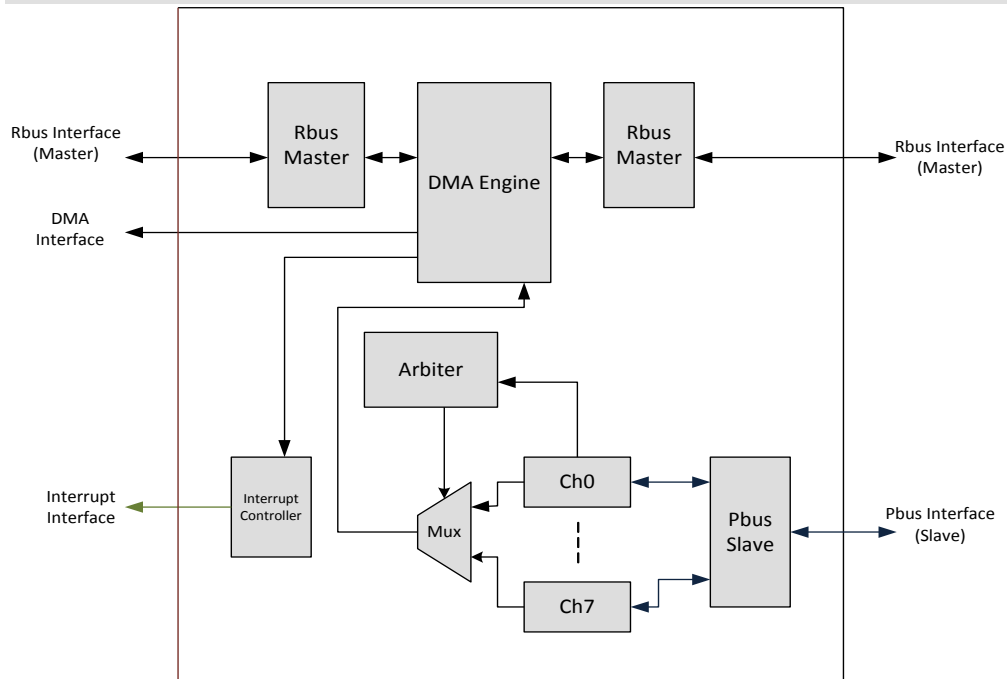 Rbus Interface
(Master)
Rbus
Master
DMA Engine
Rbus
Master
Rbus Interface
(Master)
DMA
Interface
Arbiter
Interrupt
Interface
Interrupt
Controller
Mux
Ch0
Ch7
Pbus
Slave
Pbus Interface
(Slave)